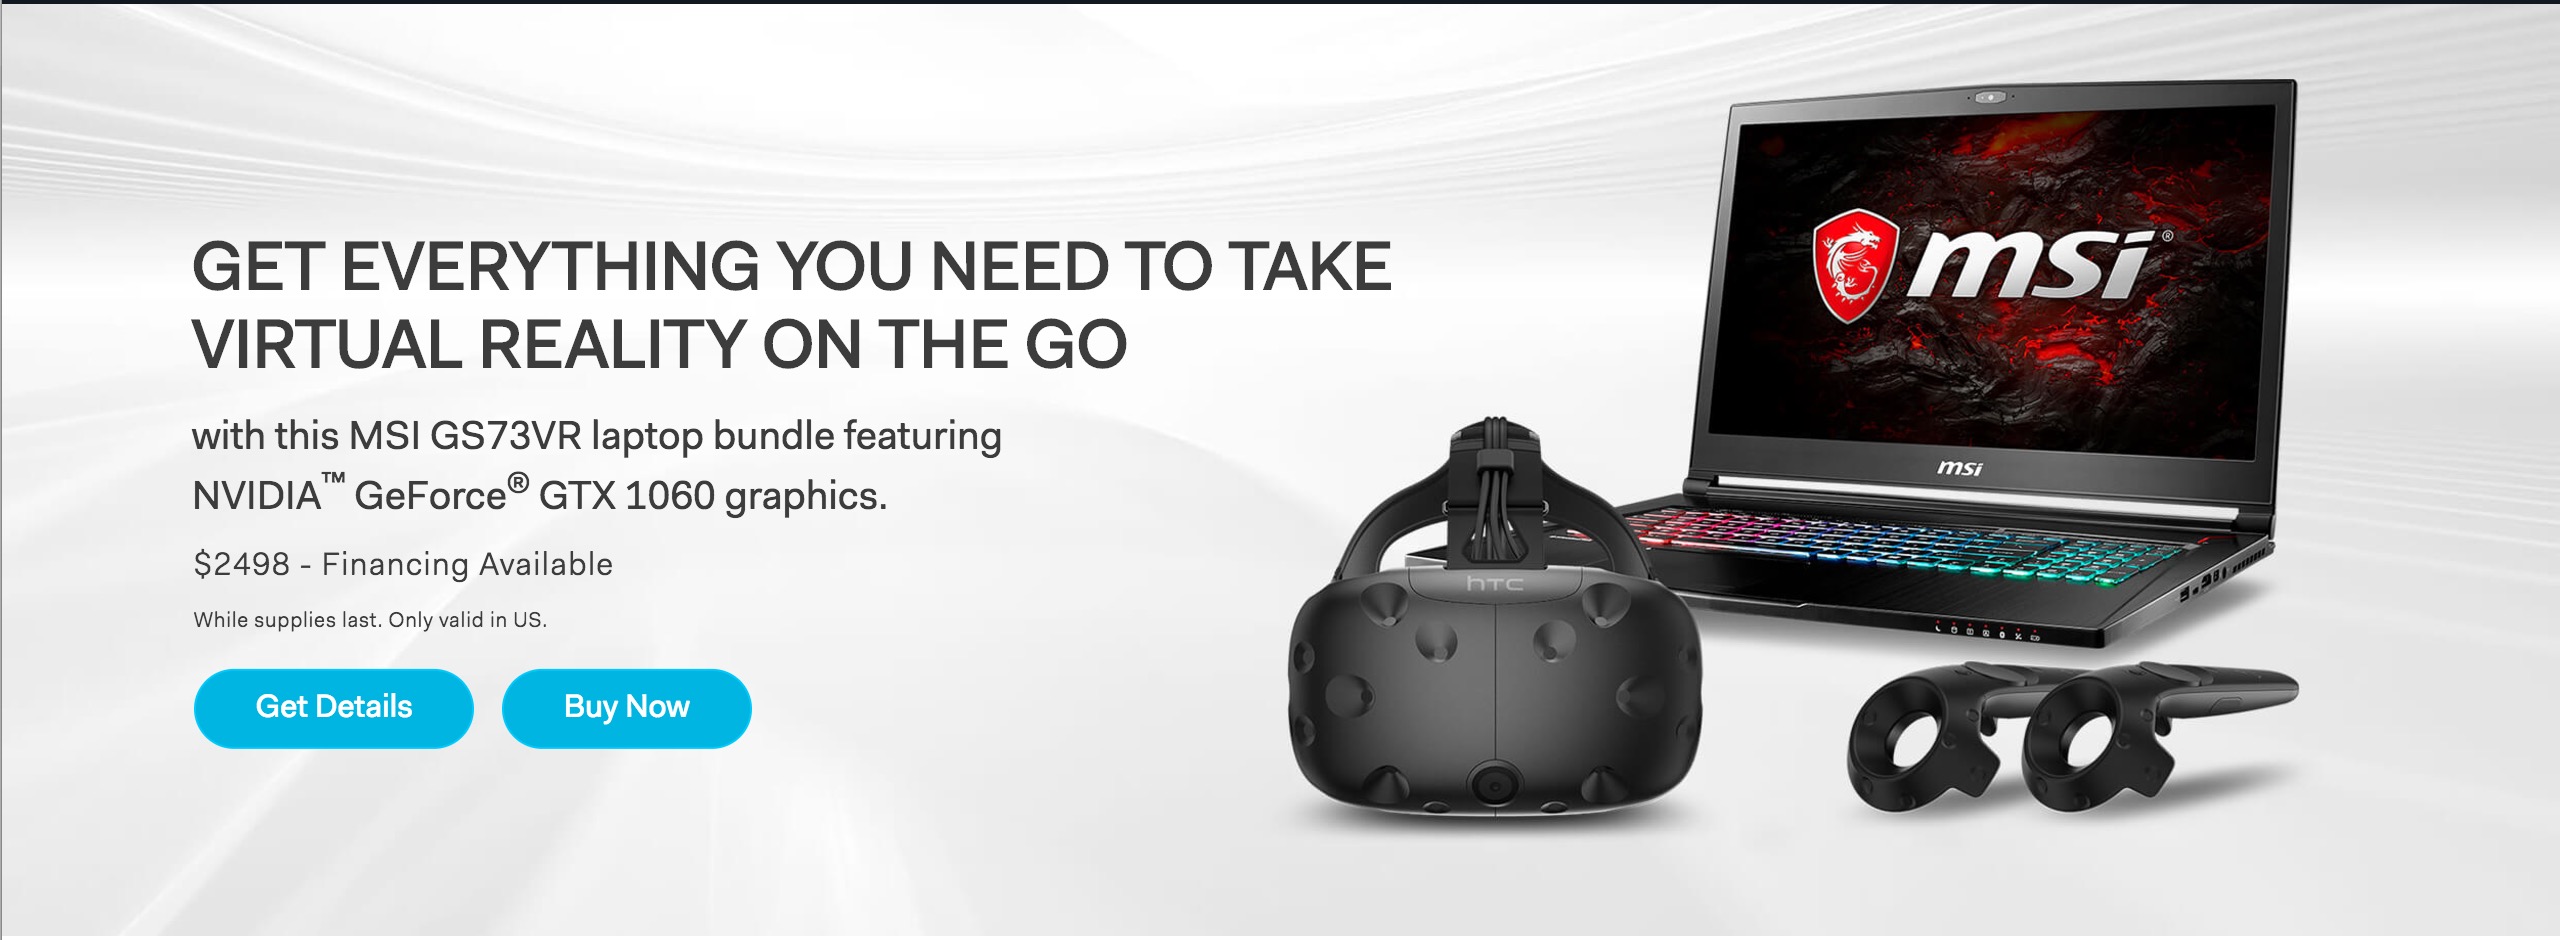 GET EVERYTHING YOU NEED TO TAKE
VIRTUAL REALITY ON THE GO
with this MSI GS73VR laptop bundle featuring
NVIDIA™ GeForce® GTX 1060 graphics.
$2498 - Financing Available
While supplies last. Only valid in US.
Get Details
Buy Now
msi®
msi
hTC